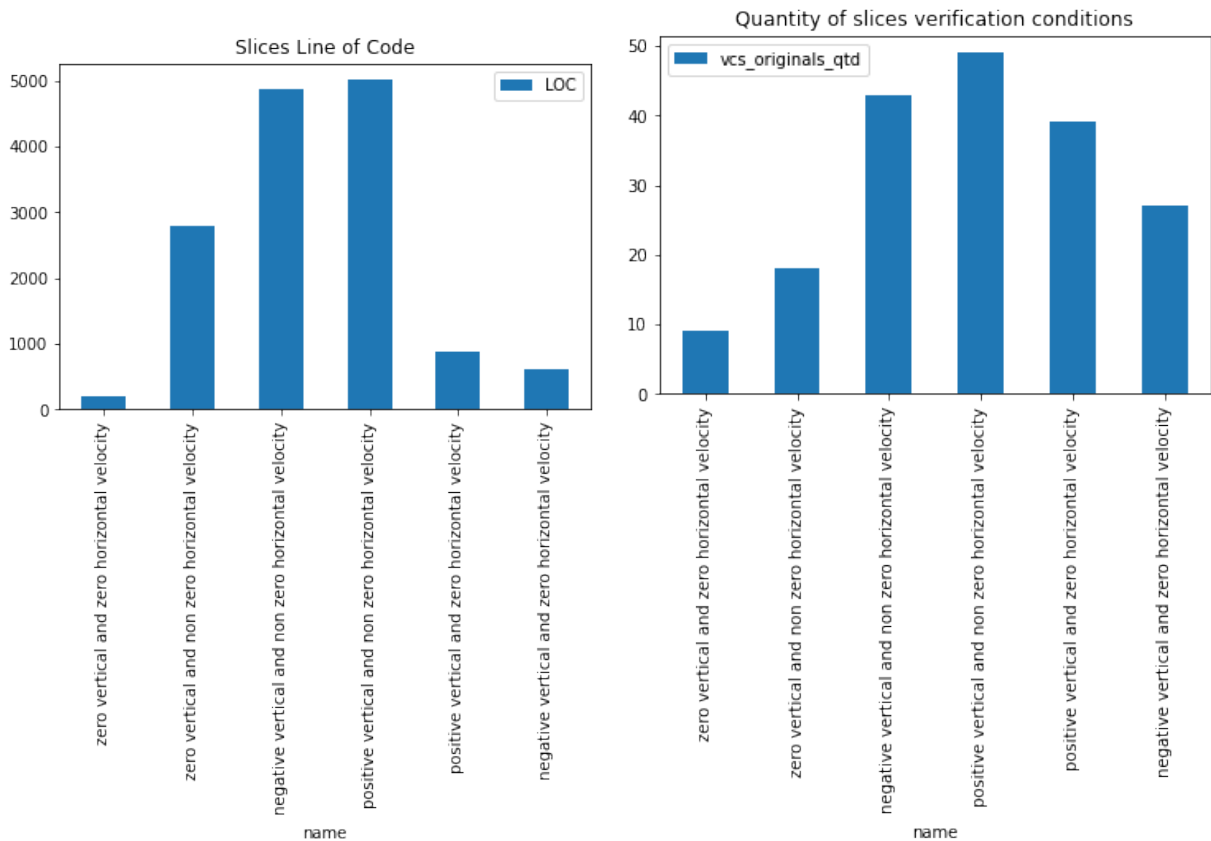 Slices Line of Code
LOC
5000
4000
3000
2000
1000
0
zero vertical and zero horizontal velocity
zero vertical and non zero horizontal velocity
negative vertical and non zero horizontal velocity
positive vertical and non zero horizontal velocity
positive vertical and zero horizontal velocity
negative vertical and zero horizontal velocity
name
Quantity of slices verification conditions
vcs_originals_qtd
50
40
30
20
10
0
zero vertical and zero horizontal velocity
zero vertical and non zero horizontal velocity
negative vertical and non zero horizontal velocity
positive vertical and non zero horizontal velocity
positive vertical and zero horizontal velocity
negative vertical and zero horizontal velocity
name